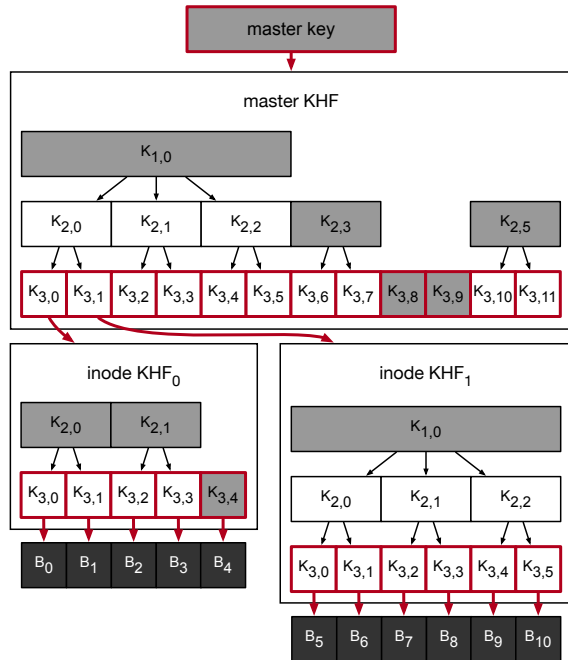 master key
master KHF
K1,0
K2,0 K2,1 K2,2 K2,3 K2,5
K3,0 K3,1 K3,2 K3,3 K3,4 K3,5 K3,6 K3,7 K3,8 K3,9 K3,10 K3,11
inode KHF0
K2,0 K2,1
K3,0 K3,1 K3,2 K3,3 K3,4
B0 B1 B2 B3 B4
inode KHF1
K1,0
K2,0 K2,1 K2,2
K3,0 K3,1 K3,2 K3,3 K3,4 K3,5
B5 B6 B7 B8 B9 B10